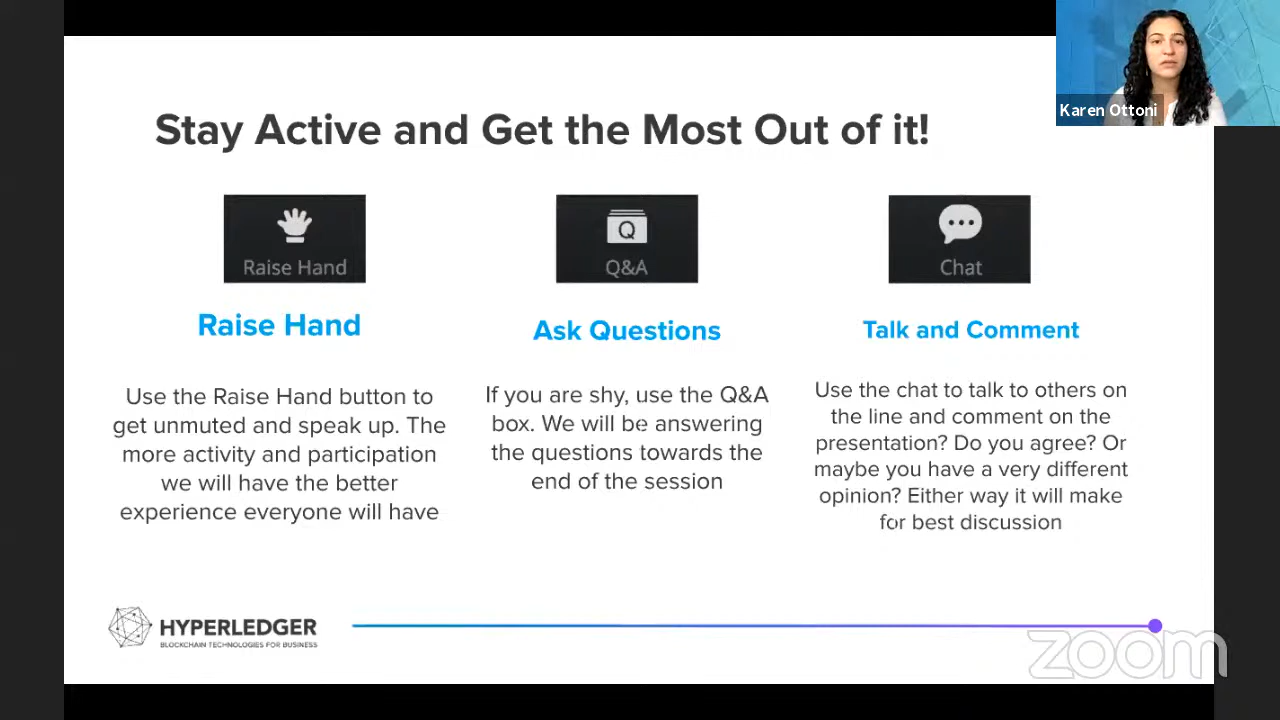 Karen Ottoni
Stay Active and Get the Most Out of it!
Raise Hand
Q
Q&A
Chat
Raise Hand
Ask Questions
Talk and Comment
Use the Raise Hand button to
get unmuted and speak up. The
more activity and participation
we will have the better
experience everyone will have
If you are shy, use the Q&A
box. We will be answering
the questions towards the
end of the session
Use the chat to talk to others on
the line and comment on the
presentation? Do you agree? Or
maybe you have a very different
opinion? Either way it will make
for best discussion
HYPERLEDGER
BLOCKCHAIN TECHNOLOGIES FOR BUSINESS
zoom